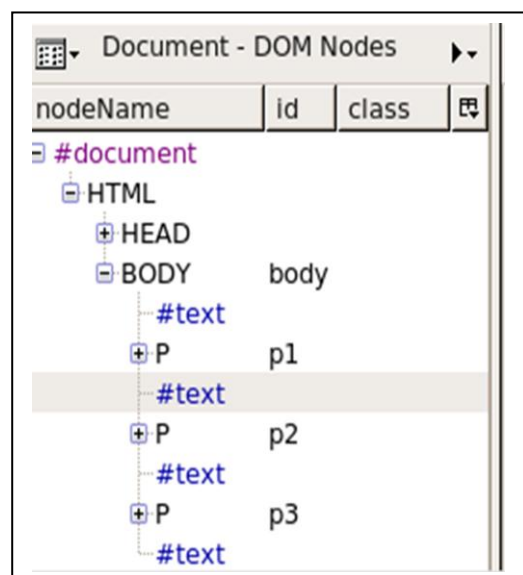 Document - DOM Nodes
nodeName id class
#document
HTML
HEAD
BODY body
#text
P p1
#text
P p2
#text
P p3
#text